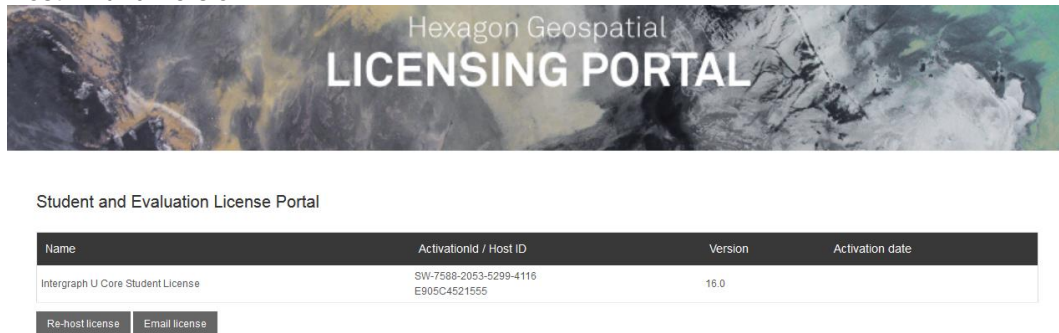 Hexagon Geospatial
LICENSING PORTAL
Student and Evaluation License Portal
Name ActivationId / Host ID Version Activation date
Intergraph U Core Student License SW-7588-2053-5299-4116 16.0
E905C4521555
Re-host license Email license